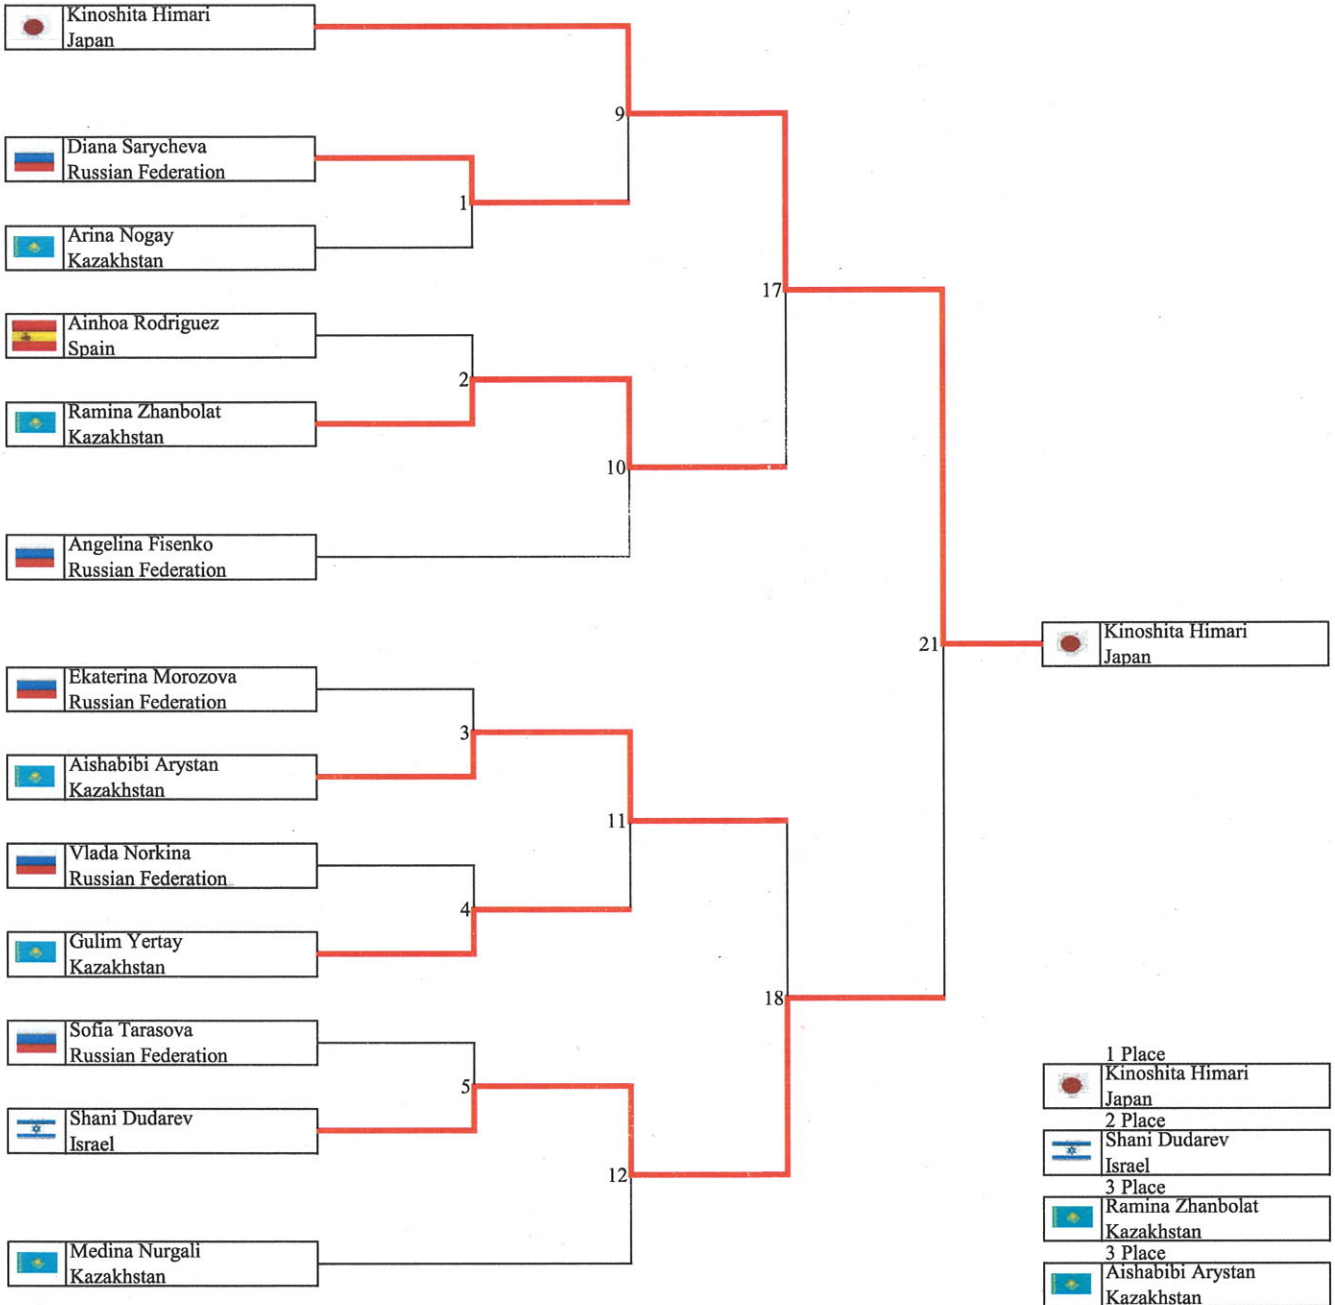 Kinoshita Himari
Japan
9
Diana Sarycheva
Russian Federation
1
Arina Nogay
Kazakhstan
17
Ainhoa Rodriguez
Spain
2
Ramina Zhanbolat
Kazakhstan
10
Angelina Fisenko
Russian Federation
21
Kinoshita Himari
Japan
Ekaterina Morozova
Russian Federation
3
Aishabibi Arystan
Kazakhstan
11
Vlada Norkina
Russian Federation
4
Gulim Yertay
Kazakhstan
18
Sofia Tarasova
Russian Federation
5
Shani Dudarev
Israel
12
Medina Nurgali
Kazakhstan
1 Place
Kinoshita Himari
Japan
2 Place
Shani Dudarev
Israel
3 Place
Ramina Zhanbolat
Kazakhstan
3 Place
Aishabibi Arystan
Kazakhstan